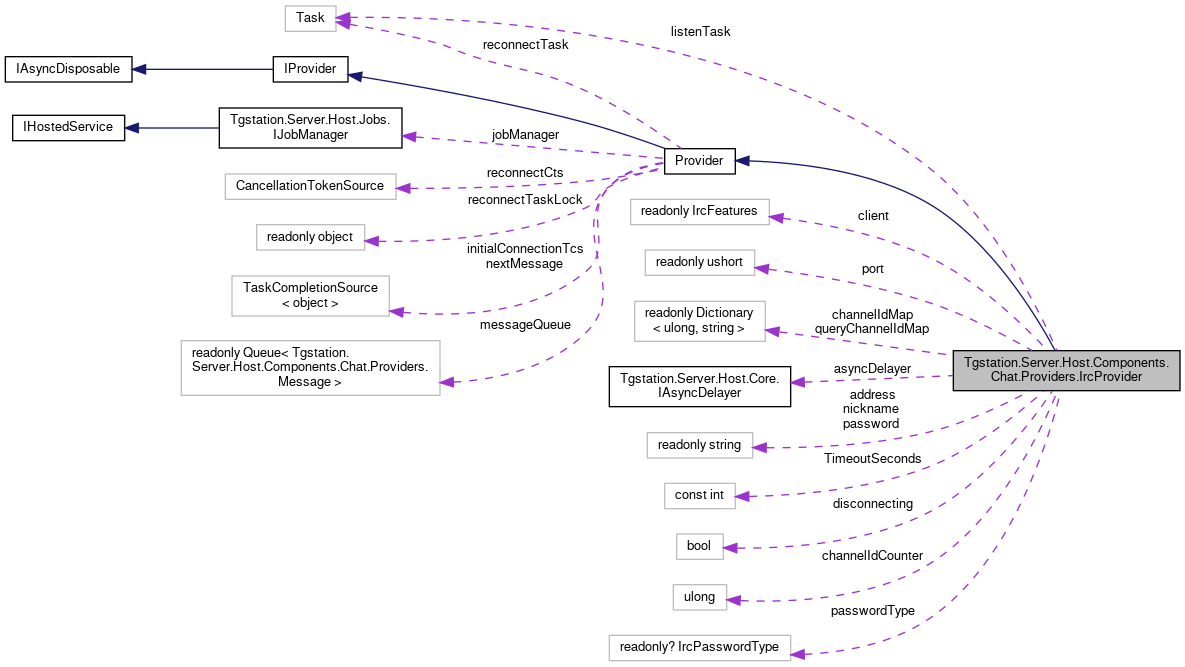 Task
listenTask
reconnectTask
IAsyncDisposable
IProvider
IHostedService
Tgstation.Server.Host.Jobs.
IJobManager
jobManager
Provider
CancellationTokenSource
reconnectCts
reconnectTaskLock
readonly IrcFeatures
client
readonly object
initialConnectionTcs
nextMessage
readonly ushort
port
TaskCompletionSource
< object >
readonly Dictionary
< ulong, string >
channelIdMap
queryChannelIdMap
messageQueue
readonly Queue< Tgstation.
Server.Host.Components.Chat.Providers.
Message >
Tgstation.Server.Host.Components.
Chat.Providers.IrcProvider
Tgstation.Server.Host.Core.
IAsyncDelayer
asyncDelayer
address
nickname
password
readonly string
TimeoutSeconds
const int
disconnecting
bool
channelIdCounter
ulong
passwordType
readonly? IrcPasswordType